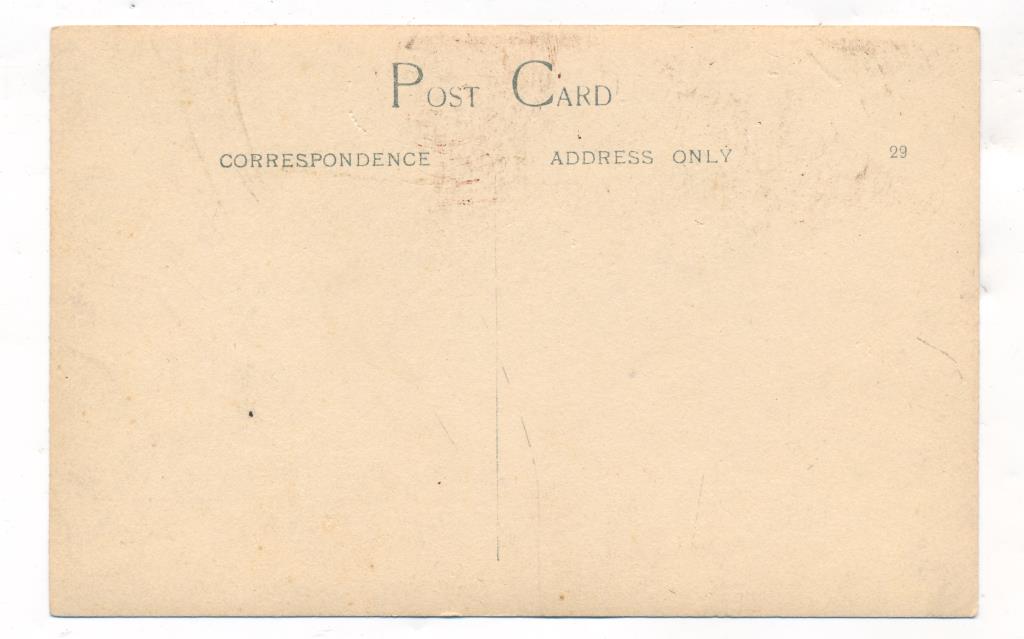 POST CARD
CORRESPONDENCE ADDRESS ONLY 29